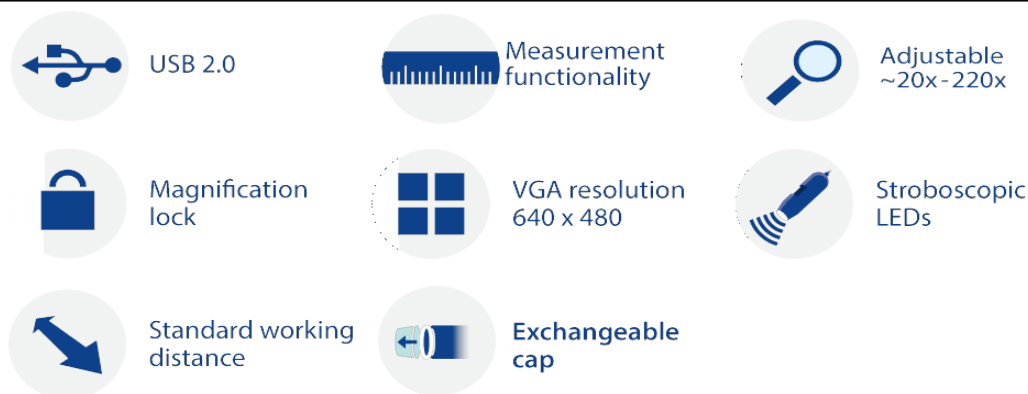 USB 2.0
Measurement
functionality
Adjustable
~20x-220x
Magnification
lock
VGA resolution
640 x 480
Stroboscopic
LEDs
Standard working
distance
Exchangeable
cap